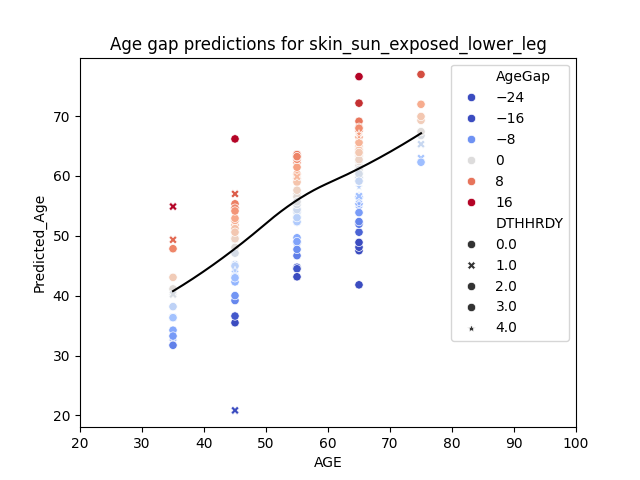 Age gap predictions for skin_sun_exposed_lower_leg
Predicted_Age
70
60
50
40
30
20
20 30 40 50 60 70 80 90 100
AGE
AgeGap
−24
−16
−8
0
8
16
DTHHRDY
0.0
1.0
2.0
3.0
4.0